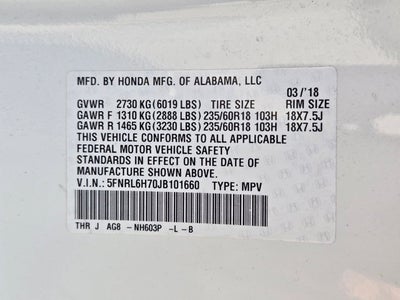 MFD. BY HONDA MFG. OF ALABAMA, LLC
03/'18
GVWR 2730 KG(6019 LBS) TIRE SIZE RIM SIZE
GAWR F 1310 KG(2888 LBS)235/60R18 103H 18X7.5J
GAWR R 1465 KG(3230 LBS)235/60R18 103H 18X7.5J
THIS VEHICLE CONFORMS TO ALL APPLICABLE
FEDERAL MOTOR VEHICLE SAFETY
STANDARDS IN EFFECT ON THE DATE OF
MANUFACTURE SHOWN ABOVE.
V.I.N.: 5FNRL6H70JB101660 TYPE: MPV
THR J AG8 -NH603P -L-B